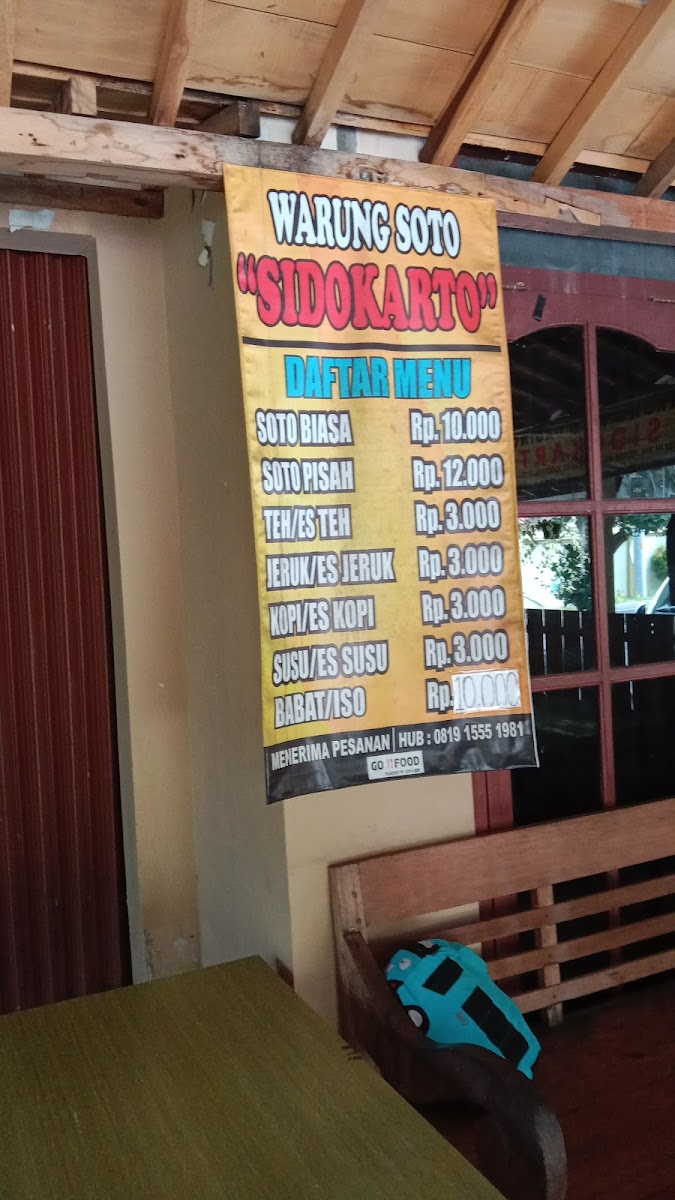 WARUNG SOTO
"SIDOKARTO"
DAFTAR MENU
SOTO BIASA Rp. 10.000
SOTO PISAH Rp. 12.000
TEH/ES TEH Rp. 3.000
JERUK/ES JERUK Rp. 3.000
KOPI/ES KOPI Rp. 3.000
SUSU/ES SUSU Rp. 3.000
BABAT/ISO Rp. 10.000
MENERIMA PESANAN | HUB : 0819 1555 1981
GO FOOD